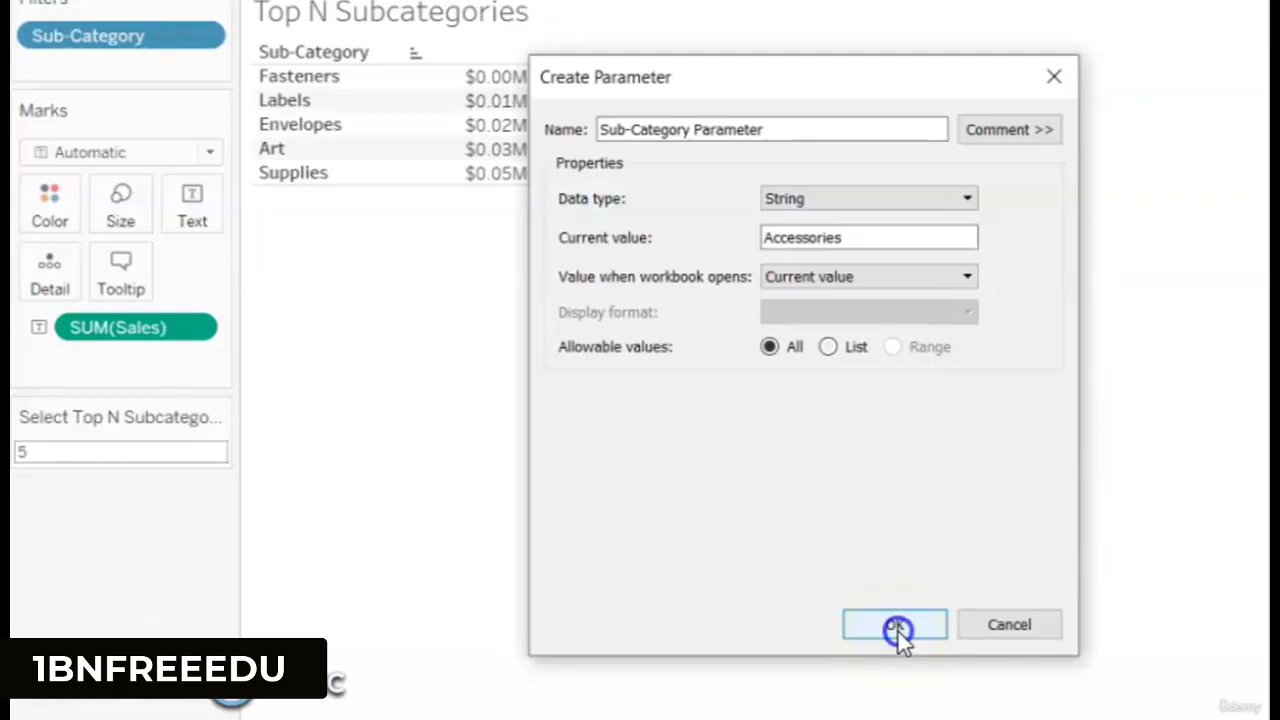 Filters
Sub-Category
Marks
Automatic
Color
Size
Text
Detail
Tooltip
SUM(Sales)
Select Top N Subcatego...
5
Top N Subcategories
Sub-Category
Fasteners $0.00M
Labels $0.01M
Envelopes $0.02M
Art $0.03M
Supplies $0.05M
Create Parameter
Name: Sub-Category Parameter Comment >>
Properties
Data type: String
Current value: Accessories
Value when workbook opens: Current value
Display format:
Allowable values: All List Range
OK Cancel
1BNFREEEDU
c
Udemy